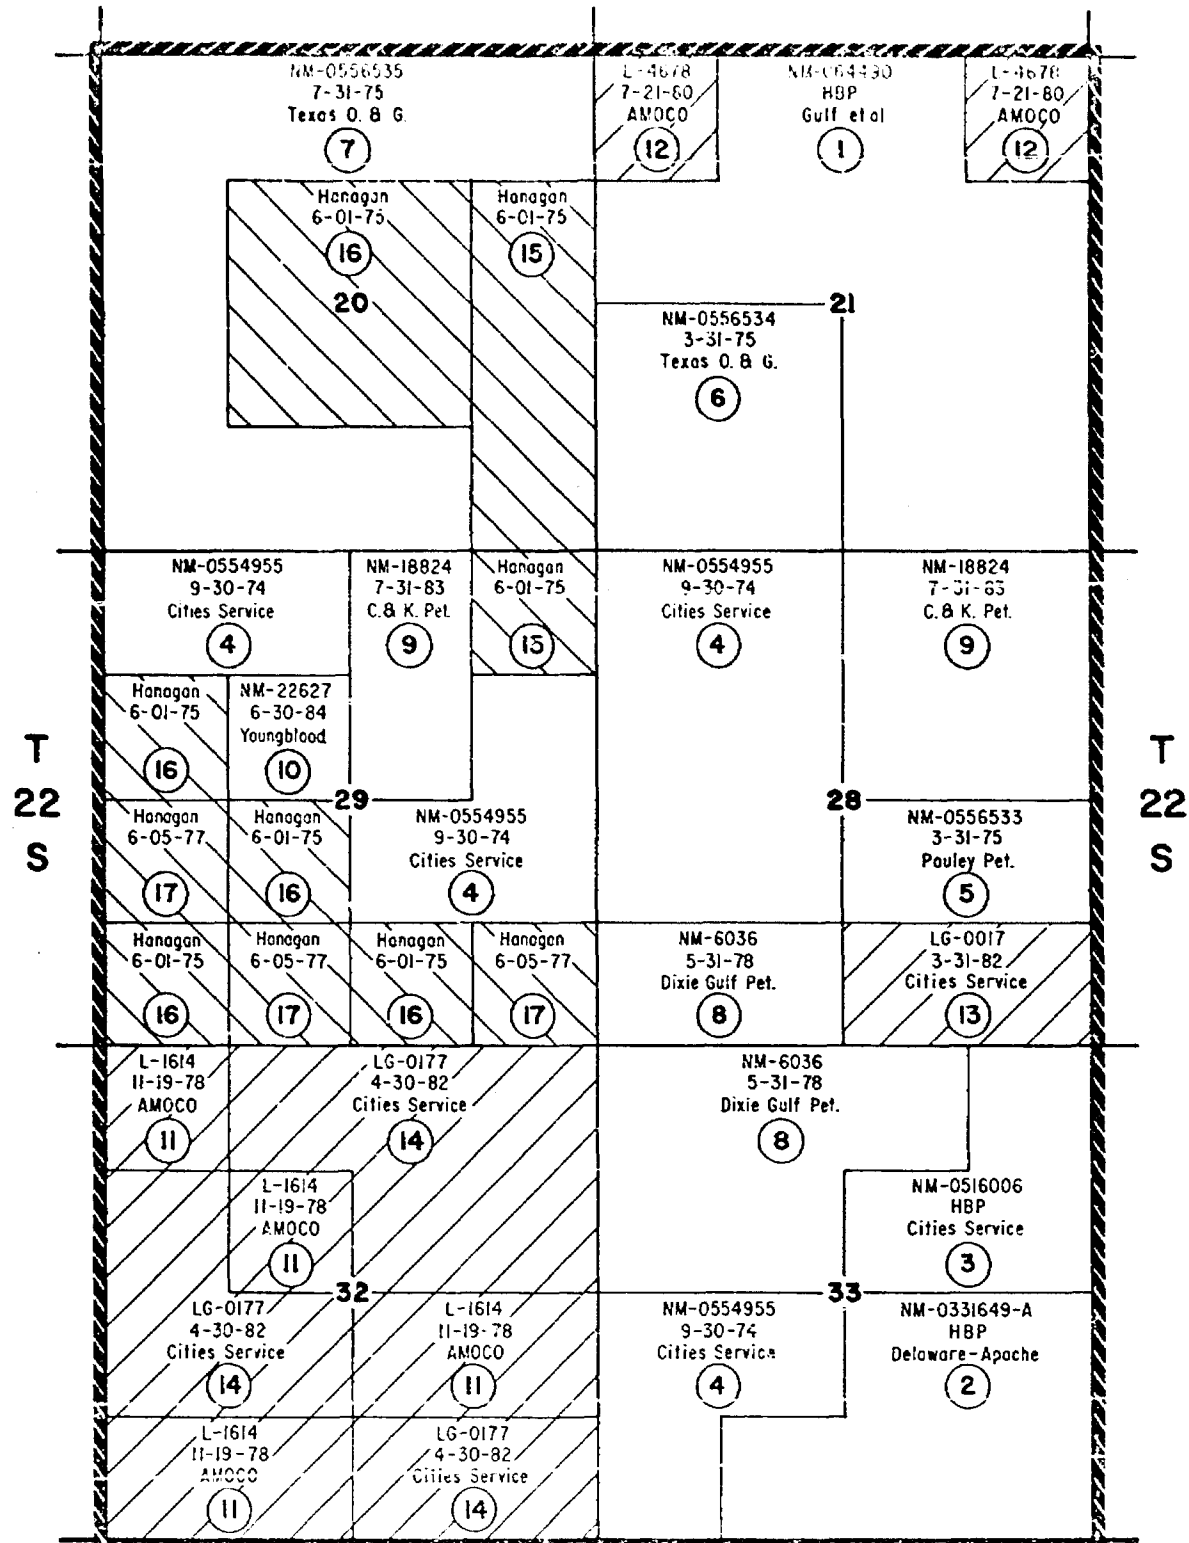 NM-0556535
7-31-75
Texas O. & G.
7
L-4678
7-21-80
AMOCO
12
NM-064490
HBP
Gulf et al
1
L-4678
7-21-80
AMOCO
12
Hanagan
6-01-75
16
20
Hanagan
6-01-75
15
21
NM-0556534
3-31-75
Texas O. & G.
6
NM-0554955
9-30-74
Cities Service
4
NM-18824
7-31-83
C. & K. Pet.
9
Hanagan
6-01-75
15
NM-0554955
9-30-74
Cities Service
4
NM-18824
7-31-83
C. & K. Pet.
9
Hanagan
6-01-75
16
NM-22627
6-30-84
Youngblood
10
T
22
S
29
28
T
22
S
Hanagan
6-05-77
17
Hanagan
6-01-75
16
NM-0554955
9-30-74
Cities Service
4
NM-0556533
3-31-75
Pauley Pet.
5
Hanagan
6-01-75
16
Hanagan
6-05-77
17
Hanagan
6-01-75
16
Hanagan
6-05-77
17
NM-6036
5-31-78
Dixie Gulf Pet.
8
LG-0017
3-31-82
Cities Service
13
L-1614
11-19-78
AMOCO
11
LG-0177
4-30-82
Cities Service
14
NM-6036
5-31-78
Dixie Gulf Pet.
8
L-1614
11-19-78
AMOCO
11
NM-0516006
HBP
Cities Service
3
32
33
LG-0177
4-30-82
Cities Service
14
L-1614
11-19-78
AMOCO
11
NM-0554955
9-30-74
Cities Service
4
NM-0331649-A
HBP
Delaware-Apache
2
L-1614
11-19-78
AMOCO
11
LG-0177
4-30-82
Cities Service
14